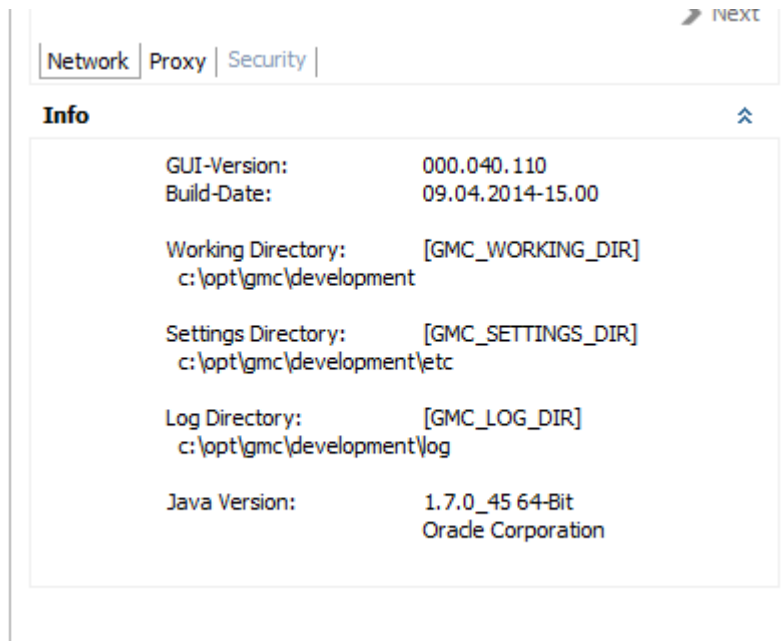 Next
Network Proxy Security
Info
GUI-Version: 000.040.110
Build-Date: 09.04.2014-15.00
Working Directory: [GMC_WORKING_DIR]
c:\opt\gmc\development
Settings Directory: [GMC_SETTINGS_DIR]
c:\opt\gmc\development\etc
Log Directory: [GMC_LOG_DIR]
c:\opt\gmc\development\log
Java Version: 1.7.0_45 64-Bit
Oracle Corporation